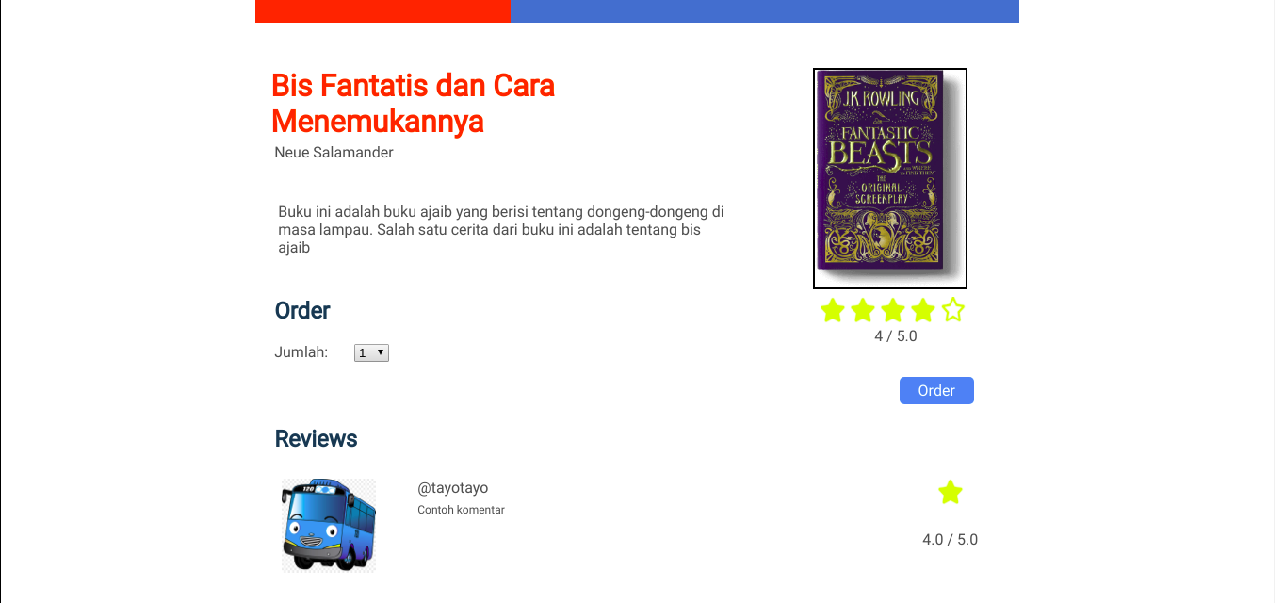 Bis Fantatis dan Cara
Menemukannya
Neue Salamander
Buku ini adalah buku ajaib yang berisi tentang dongeng-dongeng di
masa lampau. Salah satu cerita dari buku ini adalah tentang bis
ajaib
J.K. ROWLING
FANTASTIC
BEASTS
AND WHERE
TO FIND THEM
THE
ORIGINAL
SCREENPLAY
4 / 5.0
Order
Jumlah: 1
Order
Reviews
120
@tayotayo
Contoh komentar
4.0 / 5.0